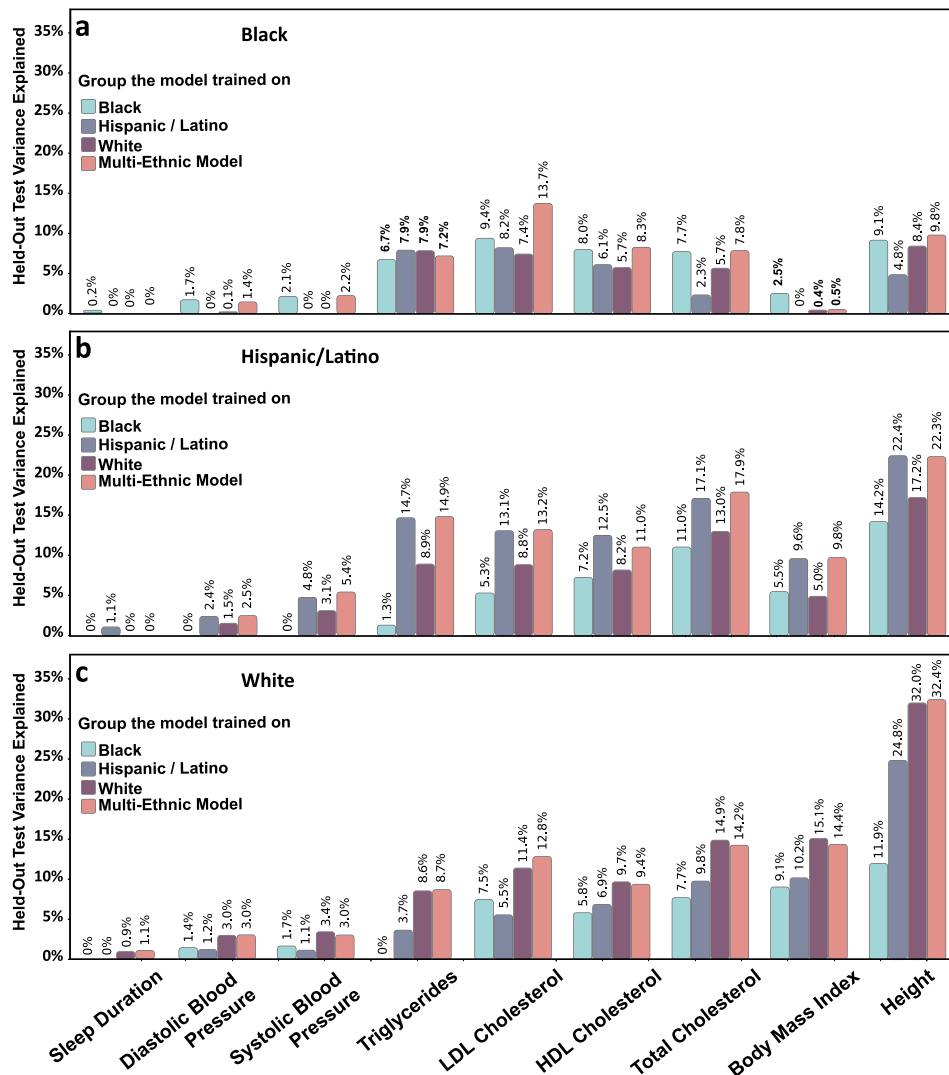 a
Black
Held-Out Test Variance Explained
35%
30%
25%
20%
15%
10%
5%
0%
Group the model trained on
Black
Hispanic / Latino
White
Multi-Ethnic Model
0.2% 0% 0% 0%
1.7% 0% 0.1% 1.4%
2.1% 0% 0% 2.2%
6.7% 7.9% 7.9% 7.2%
9.4% 8.2% 7.4% 13.7%
8.0% 6.1% 5.7% 8.3%
7.7% 2.3% 5.7% 7.8%
2.5% 0% 0.4% 0.5%
9.1% 4.8% 8.4% 9.8%
b
Hispanic/Latino
Held-Out Test Variance Explained
35%
30%
25%
20%
15%
10%
5%
0%
Group the model trained on
Black
Hispanic / Latino
White
Multi-Ethnic Model
0% 1.1% 0% 0%
0% 2.4% 1.5% 2.5%
0% 4.8% 3.1% 5.4%
1.3% 14.7% 8.9% 14.9%
5.3% 13.1% 8.8% 13.2%
7.2% 12.5% 8.2% 11.0%
11.0% 17.1% 13.0% 17.9%
5.5% 9.6% 5.0% 9.8%
14.2% 22.4% 17.2% 22.3%
c
White
Held-Out Test Variance Explained
35%
30%
25%
20%
15%
10%
5%
0%
Group the model trained on
Black
Hispanic / Latino
White
Multi-Ethnic Model
0% 0% 0.9% 1.1%
1.4% 1.2% 3.0% 3.0%
1.7% 1.1% 3.4% 3.0%
0% 3.7% 8.6% 8.7%
7.5% 5.5% 11.4% 12.8%
5.8% 6.9% 9.7% 9.4%
7.7% 9.8% 14.9% 14.2%
9.1% 10.2% 15.1% 14.4%
11.9% 24.8% 32.0% 32.4%
Sleep Duration
Diastolic Blood
Pressure
Systolic Blood
Pressure
Triglycerides
LDL Cholesterol
HDL Cholesterol
Total Cholesterol
Body Mass Index
Height